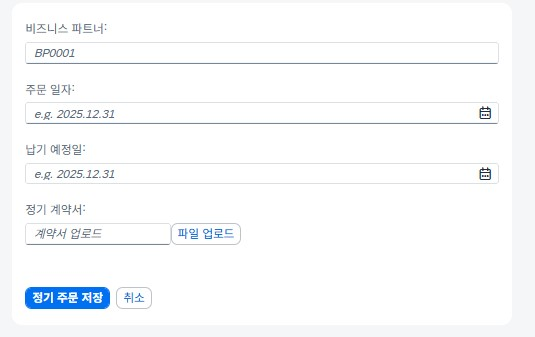 비즈니스 파트너:
BP0001
주문 일자:
e.g. 2025.12.31
납기 예정일:
e.g. 2025.12.31
정기 계약서:
계약서 업로드 파일 업로드
정기 주문 저장 취소